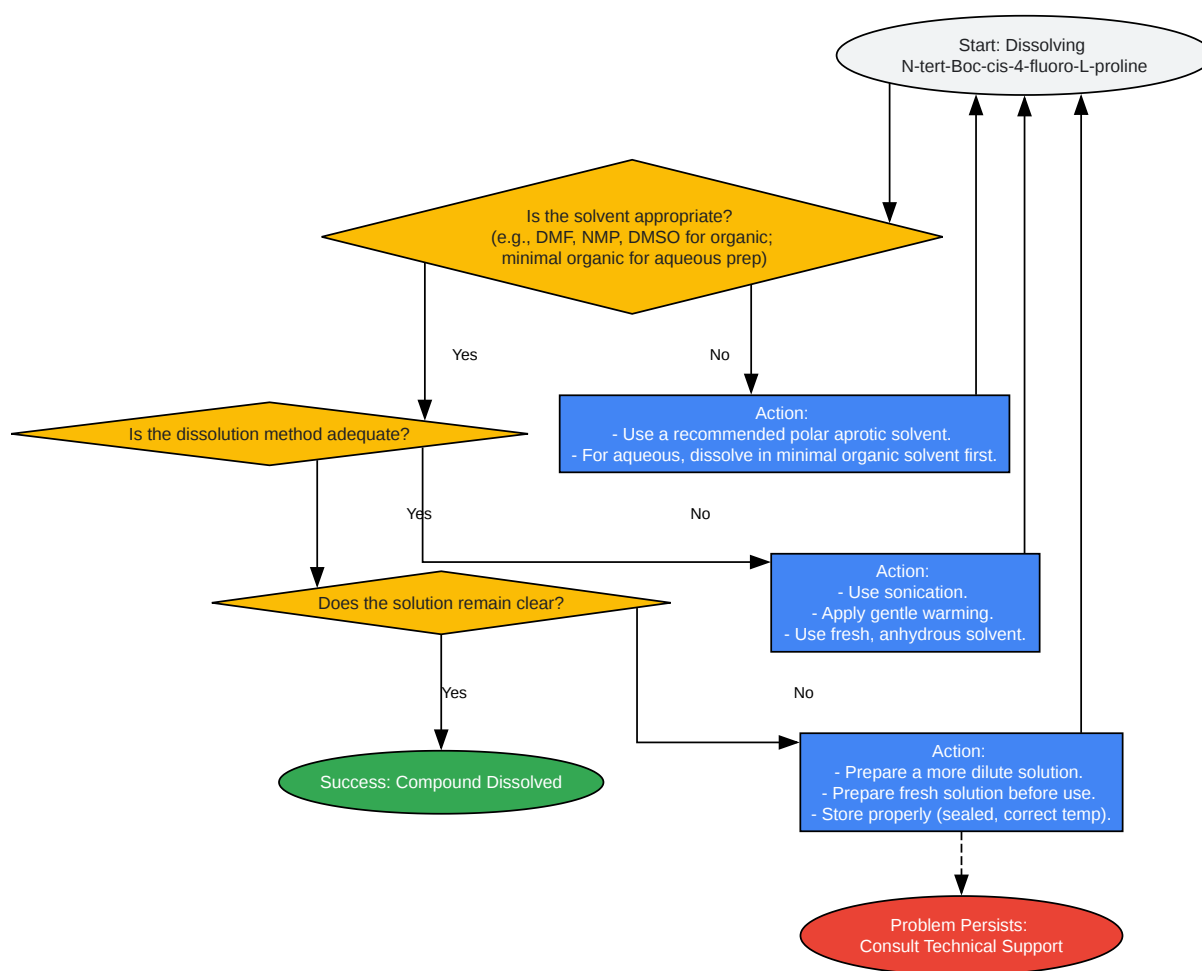 Start: Dissolving
N-tert-Boc-cis-4-fluoro-L-proline
Is the solvent appropriate?
(e.g., DMF, NMP, DMSO for organic;
minimal organic for aqueous prep)
Yes
No
Action:
- Use a recommended polar aprotic solvent.
- For aqueous, dissolve in minimal organic solvent first.
Is the dissolution method adequate?
Yes
No
Action:
- Use sonication.
- Apply gentle warming.
- Use fresh, anhydrous solvent.
Does the solution remain clear?
Yes
No
Success: Compound Dissolved
Action:
- Prepare a more dilute solution.
- Prepare fresh solution before use.
- Store properly (sealed, correct temp).
Problem Persists:
Consult Technical Support